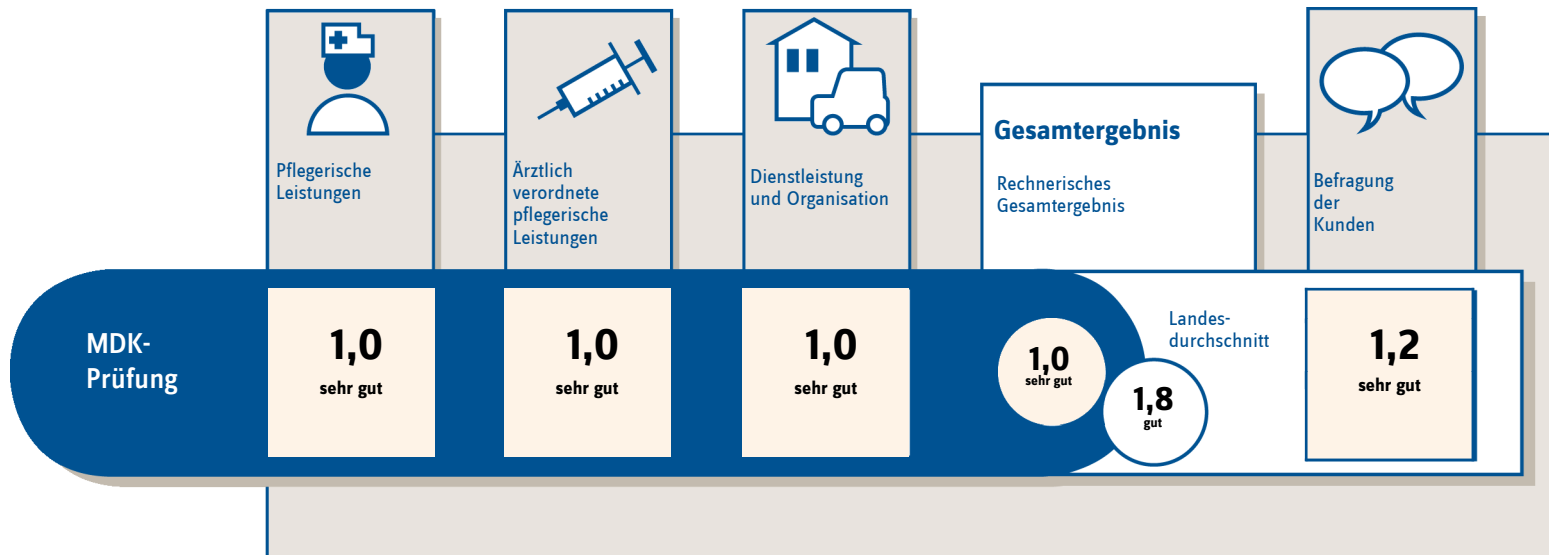 Pflegerische
Leistungen
Ärztlich
verordnete
pflegerische
Leistungen
Dienstleistung
und Organisation
Gesamtergebnis
Rechnerisches
Gesamtergebnis
Befragung
der
Kunden
MDK-
Prüfung
1,0
sehr gut
1,0
sehr gut
1,0
sehr gut
1,0
sehr gut
Landes-
durchschnitt
1,8
gut
1,2
sehr gut